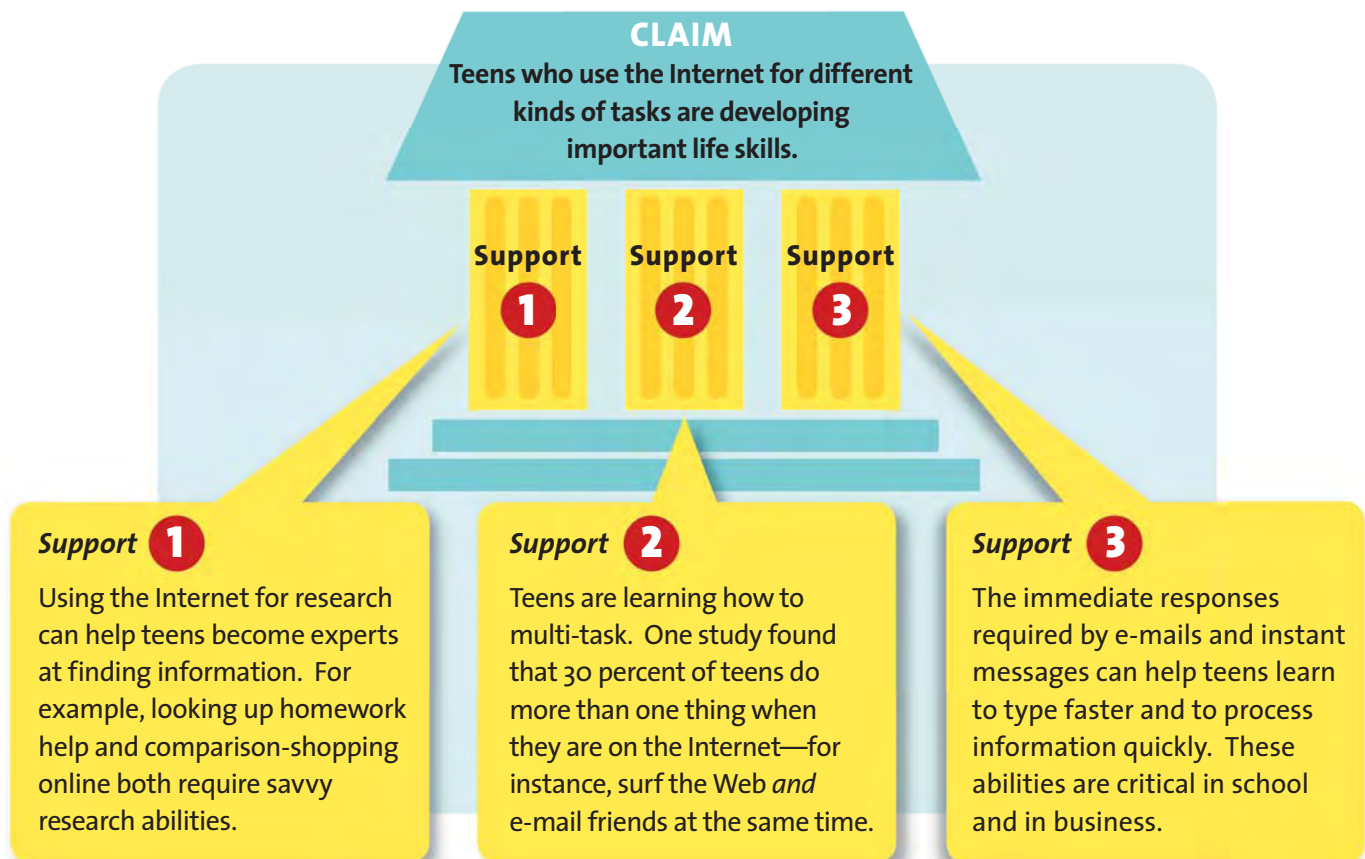 CLAIM
Teens who use the Internet for different
kinds of tasks are developing
important life skills.
Support Support Support
1 2 3
Support 1
Using the Internet for research
can help teens become experts
at finding information. For
example, looking up homework
help and comparison-shopping
online both require savvy
research abilities.
Support 2
Teens are learning how to
multi-task. One study found
that 30 percent of teens do
more than one thing when
they are on the Internet—for
instance, surf the Web and
e-mail friends at the same time.
Support 3
The immediate responses
required by e-mails and instant
messages can help teens learn
to type faster and to process
information quickly. These
abilities are critical in school
and in business.